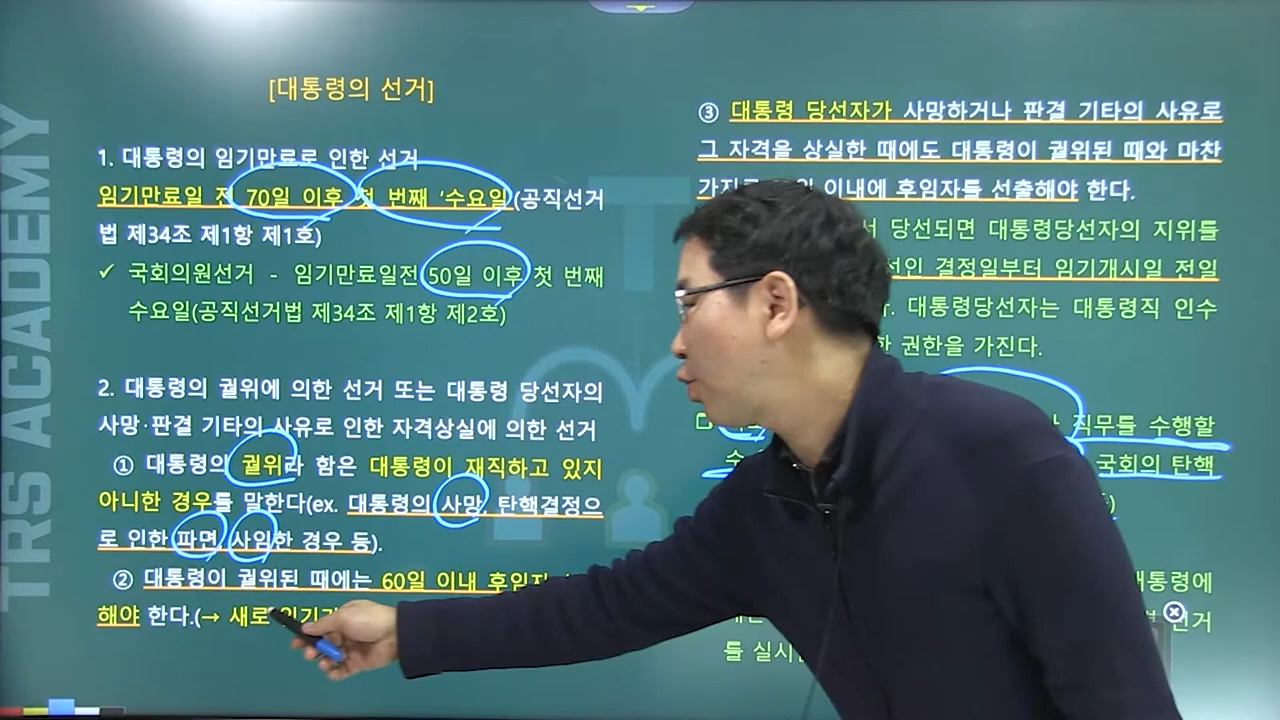 TRS ACADEMY
[대통령의 선거]
1. 대통령의 임기만료로 인한 선거
임기만료일 전 70일 이후 첫 번째 ‘수요일(공직선거
법 제34조 제1항 제1호)
✓ 국회의원선거 - 임기만료일전 50일 이후 첫 번째
수요일(공직선거법 제34조 제1항 제2호)
2. 대통령의 궐위에 의한 선거 또는 대통령 당선자의
사망·판결 기타의 사유로 인한 자격상실에 의한 선거
① 대통령의 궐위라 함은 대통령이 재직하고 있지
아니한 경우를 말한다(ex. 대통령의 사망, 탄핵결정으
로 인한 파면, 사임한 경우 등).
② 대통령이 궐위된 때에는 60일 이내 후임자
해야 한다.(→ 새로
③ 대통령 당선자가 사망하거나 판결 기타의 사유로
그 자격을 상실한 때에도 대통령이 궐위된 때와 마찬
이내에 후임자를 선출해야 한다.
당선되면 대통령당선자의 지위를
결정일부터 임기개시일 전일
대통령당선자는 대통령직 인수
권한을 가진다.
직무를 수행할
국회의 탄핵
대통령에
선거
를